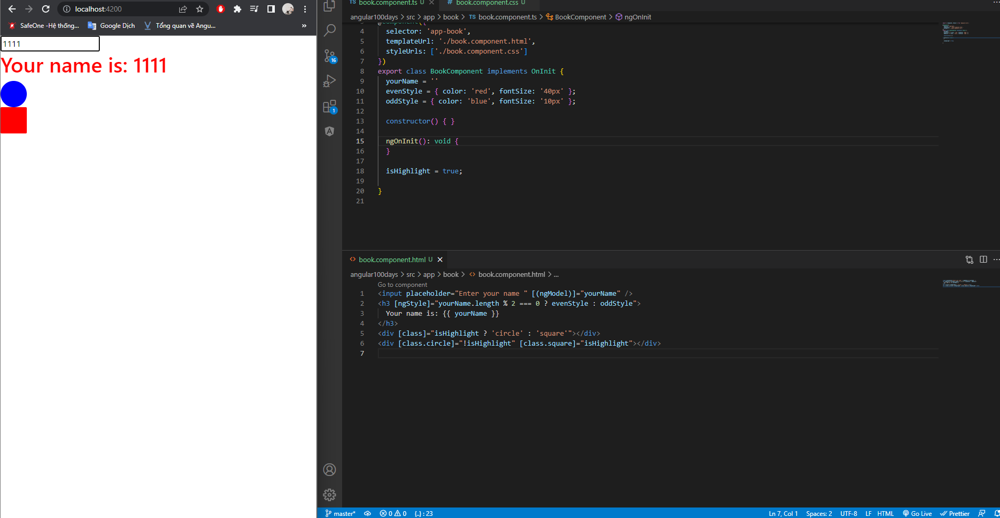 localhost:4200
SafeOne -Hệ thống...
Google Dịch
Tổng quan về Angu...
»
1111
Your name is: 1111
16
1
TS book.component.ts U
# book.component.css U
angular100days > src > app > book > TS book.component.ts > BookComponent > ngOnInit
3 @Component({
4 selector: 'app-book',
5 templateUrl: './book.component.html',
6 styleUrls: ['./book.component.css']
7 })
8 export class BookComponent implements OnInit {
9 yourName = ''
10 evenStyle = { color: 'red', fontSize: '40px' };
11 oddStyle = { color: 'blue', fontSize: '10px' };
12
13 constructor() { }
14
15 ngOnInit(): void {
16 }
17
18 isHighlight = true;
19
20 }
21
<> book.component.html U
angular100days > src > app > book > <> book.component.html > ...
Go to component
1 <input placeholder="Enter your name " [(ngModel)]="yourName" />
2 <h3 [ngStyle]="yourName.length % 2 === 0 ? evenStyle : oddStyle">
3 Your name is: {{ yourName }}
4 </h3>
5 <div [class]="isHighlight ? 'circle' : 'square'"></div>
6 <div [class.circle]="!isHighlight" [class.square]="isHighlight"></div>
7
master* 0 0 {..} : 23 Ln 7, Col 1 Spaces: 2 UTF-8 LF HTML Go Live Prettier